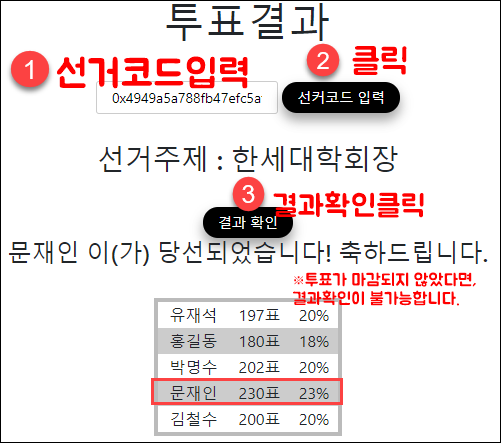 투표결과
1 선거코드입력
2 클릭
0x4949a5a788fb47efc5a
선커코드 입력
선거주제 : 한세대학회장
3 결과확인클릭
결과 확인
문재인 이(가) 당선되었습니다! 축하드립니다.
※투표가 마감되지 않았다면,
결과확인이 불가능합니다.
유재석 197표 20%
홍길동 180표 18%
박명수 202표 20%
문재인 230표 23%
김철수 200표 20%